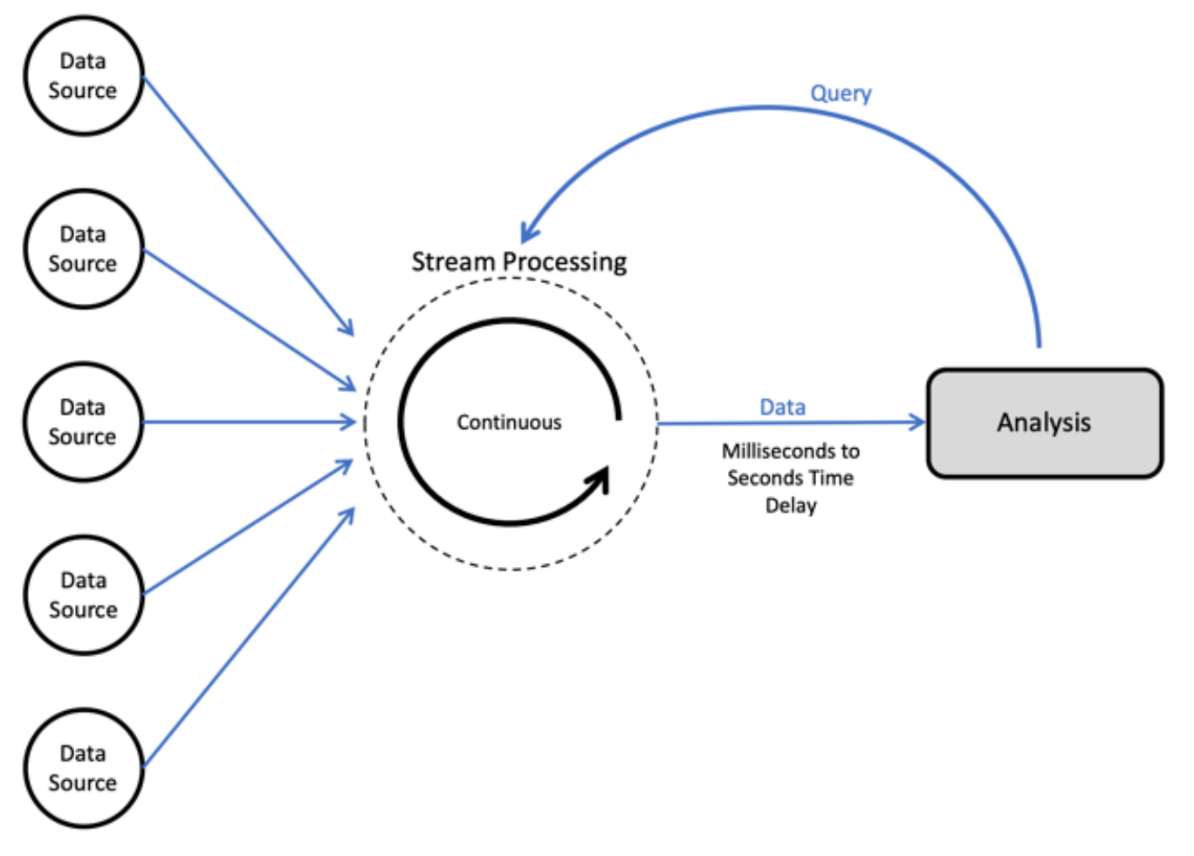 Data
Source
Data
Source
Data
Source
Data
Source
Data
Source
Query
Stream Processing
Continuous
Data
Milliseconds to
Seconds Time
Delay
Analysis